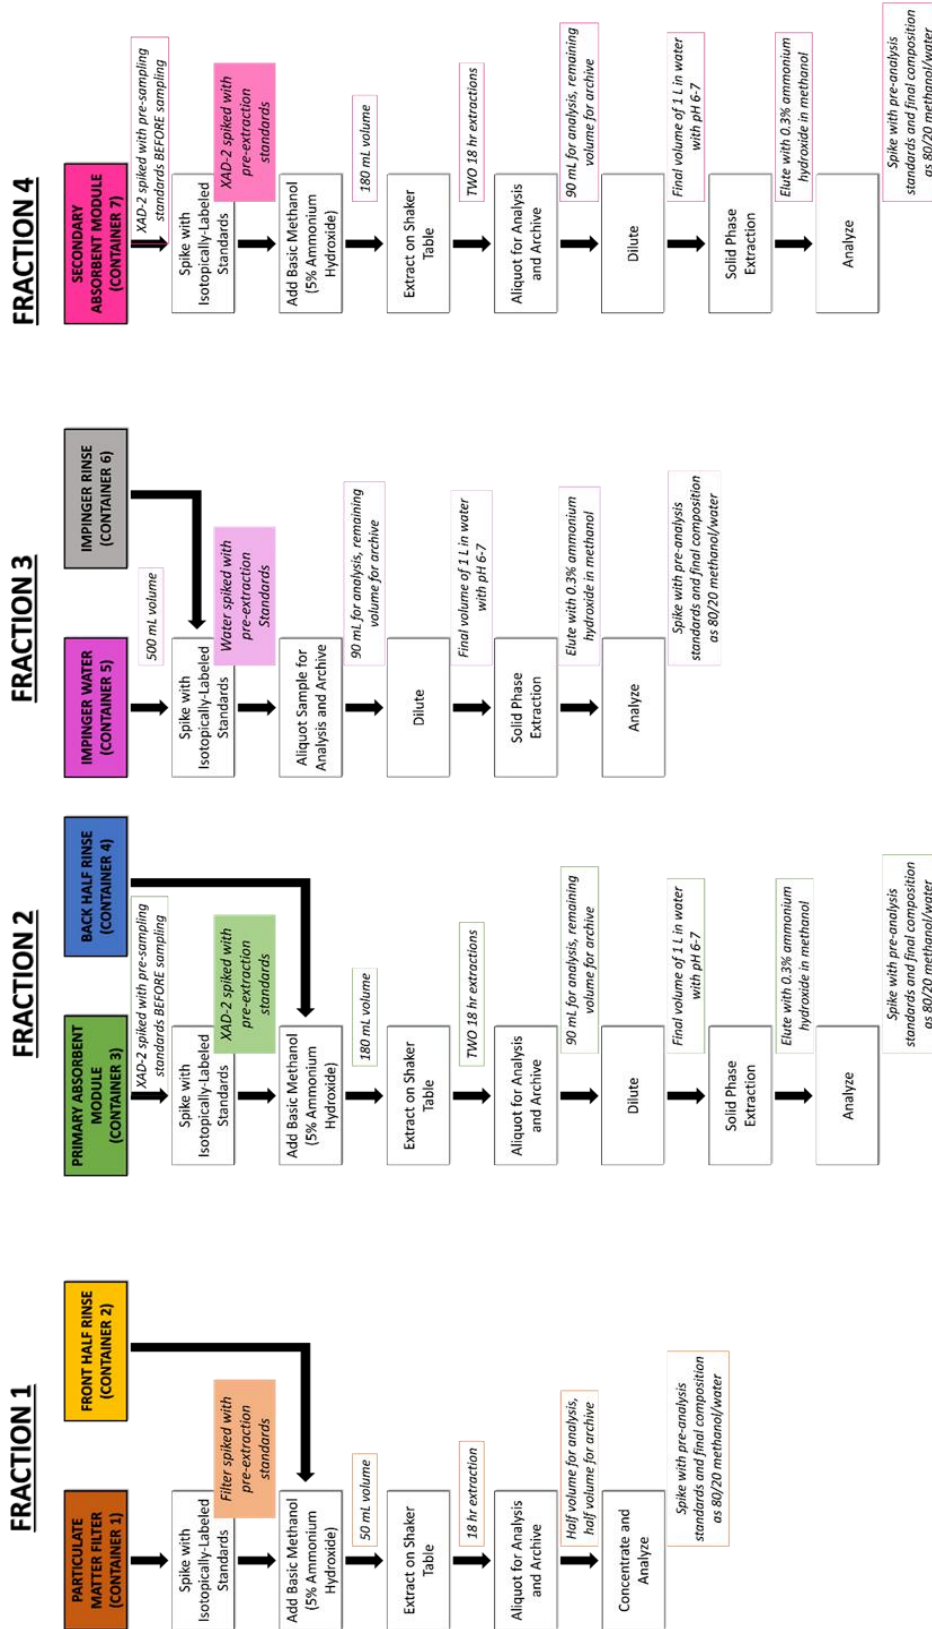 FRACTION 1
PARTICULATE
MATTER FILTER
(CONTAINER 1)
FRONT HALF RINSE
(CONTAINER 2)
Spike with
Isotopically-Labeled
Standards
Filter spiked with
pre-extraction
standards
Add Basic Methanol
(5% Ammonium
Hydroxide)
50 mL volume
Extract on Shaker
Table
18 hr extraction
Aliquot for Analysis
and Archive
Half volume for analysis,
half volume for archive
Concentrate and
Analyze
Spike with pre-analysis
standards and final composition
as 80/20 methanol/water
FRACTION 2
PRIMARY ABSORBENT
MODULE
(CONTAINER 3)
BACK HALF RINSE
(CONTAINER 4)
XAD-2 spiked with pre-sampling
standards BEFORE sampling
Spike with
Isotopically-Labeled
Standards
XAD-2 spiked with
pre-extraction
standards
Add Basic Methanol
(5% Ammonium
Hydroxide)
180 mL volume
Extract on Shaker
Table
TWO 18 hr extractions
Aliquot for Analysis
and Archive
90 mL for analysis, remaining
volume for archive
Dilute
Final volume of 1 L in water
with pH 6-7
Solid Phase
Extraction
Elute with 0.3% ammonium
hydroxide in methanol
Analyze
Spike with pre-analysis
standards and final composition
as 80/20 methanol/water
FRACTION 3
IMPINGER WATER
(CONTAINER 5)
IMPINGER RINSE
(CONTAINER 6)
500 mL volume
Spike with
Isotopically-Labeled
Standards
Water spiked with
pre-extraction
Standards
Aliquot Sample for
Analysis and Archive
90 mL for analysis, remaining
volume for archive
Dilute
Final volume of 1 L in water
with pH 6-7
Solid Phase
Extraction
Elute with 0.3% ammonium
hydroxide in methanol
Analyze
Spike with pre-analysis
standards and final composition
as 80/20 methanol/water
FRACTION 4
SECONDARY
ABSORBENT MODULE
(CONTAINER 7)
XAD-2 spiked with pre-sampling
standards BEFORE sampling
Spike with
Isotopically-Labeled
Standards
XAD-2 spiked with
pre-extraction
standards
Add Basic Methanol
(5% Ammonium
Hydroxide)
180 mL volume
Extract on Shaker
Table
TWO 18 hr extractions
Aliquot for Analysis
and Archive
90 mL for analysis, remaining
volume for archive
Dilute
Final volume of 1 L in water
with pH 6-7
Solid Phase
Extraction
Elute with 0.3% ammonium
hydroxide in methanol
Analyze
Spike with pre-analysis
standards and final composition
as 80/20 methanol/water